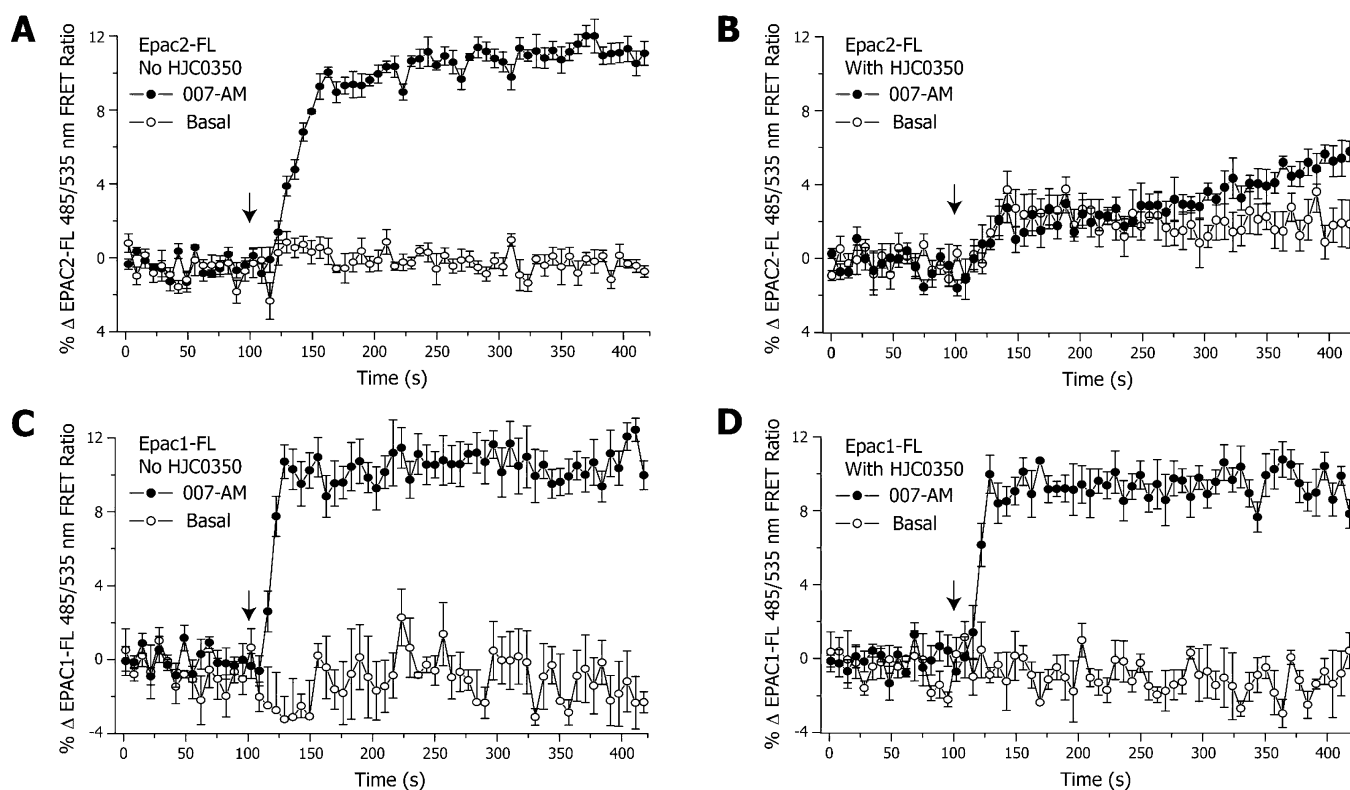 A
Epac2-FL
No HJC0350
007-AM
Basal
% Δ EPAC2-FL 485/535 nm FRET Ratio
12
8
4
0
4
0 50 100 150 200 250 300 350 400
Time (s)
B
Epac2-FL
With HJC0350
007-AM
Basal
% Δ EPAC2-FL 485/535 nm FRET Ratio
12
8
4
0
4
0 50 100 150 200 250 300 350 400
Time (s)
C
Epac1-FL
No HJC0350
007-AM
Basal
% Δ EPAC1-FL 485/535 nm FRET Ratio
12
8
4
0
-4
0 50 100 150 200 250 300 350 400
Time (s)
D
Epac1-FL
With HJC0350
007-AM
Basal
% Δ EPAC1-FL 485/535 nm FRET Ratio
12
8
4
0
-4
0 50 100 150 200 250 300 350 400
Time (s)